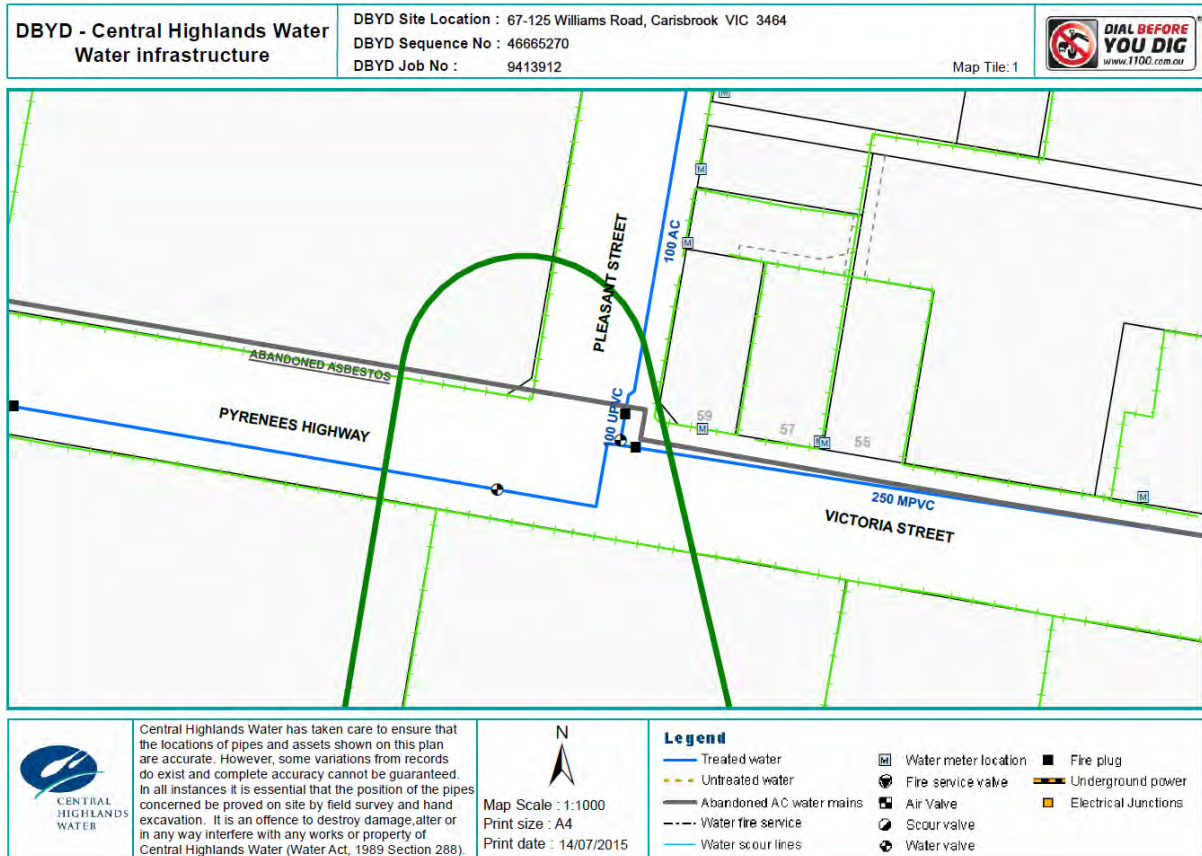 DBYD - Central Highlands Water
Water infrastructure
DBYD Site Location : 67-125 Williams Road, Carisbrook VIC 3464
DBYD Sequence No : 46665270
DBYD Job No : 9413912
Map Tile: 1
DIAL BEFORE
YOU DIG
www.1100.com.au
M
M
M
PLEASANT STREET
100 AC
ABANDONED ASBESTOS
PYRENEES HIGHWAY
100 UPVC
59
M
57
M
55
M
250 MPVC
VICTORIA STREET
CENTRAL
HIGHLANDS
WATER
Central Highlands Water has taken care to ensure that
the locations of pipes and assets shown on this plan
are accurate. However, some variations from records
do exist and complete accuracy cannot be guaranteed.
In all instances it is essential that the position of the pipes
concerned be proved on site by field survey and hand
excavation. It is an offence to destroy damage,alter or
in any way interfere with any works or property of
Central Highlands Water (Water Act, 1989 Section 288).
N
Map Scale : 1:1000
Print size : A4
Print date : 14/07/2015
Legend
Treated water
Untreated water
Abandoned AC water mains
Water fire service
Water scour lines
M Water meter location
Fire service valve
Air Valve
Scour valve
Water valve
Fire plug
Underground power
Electrical Junctions